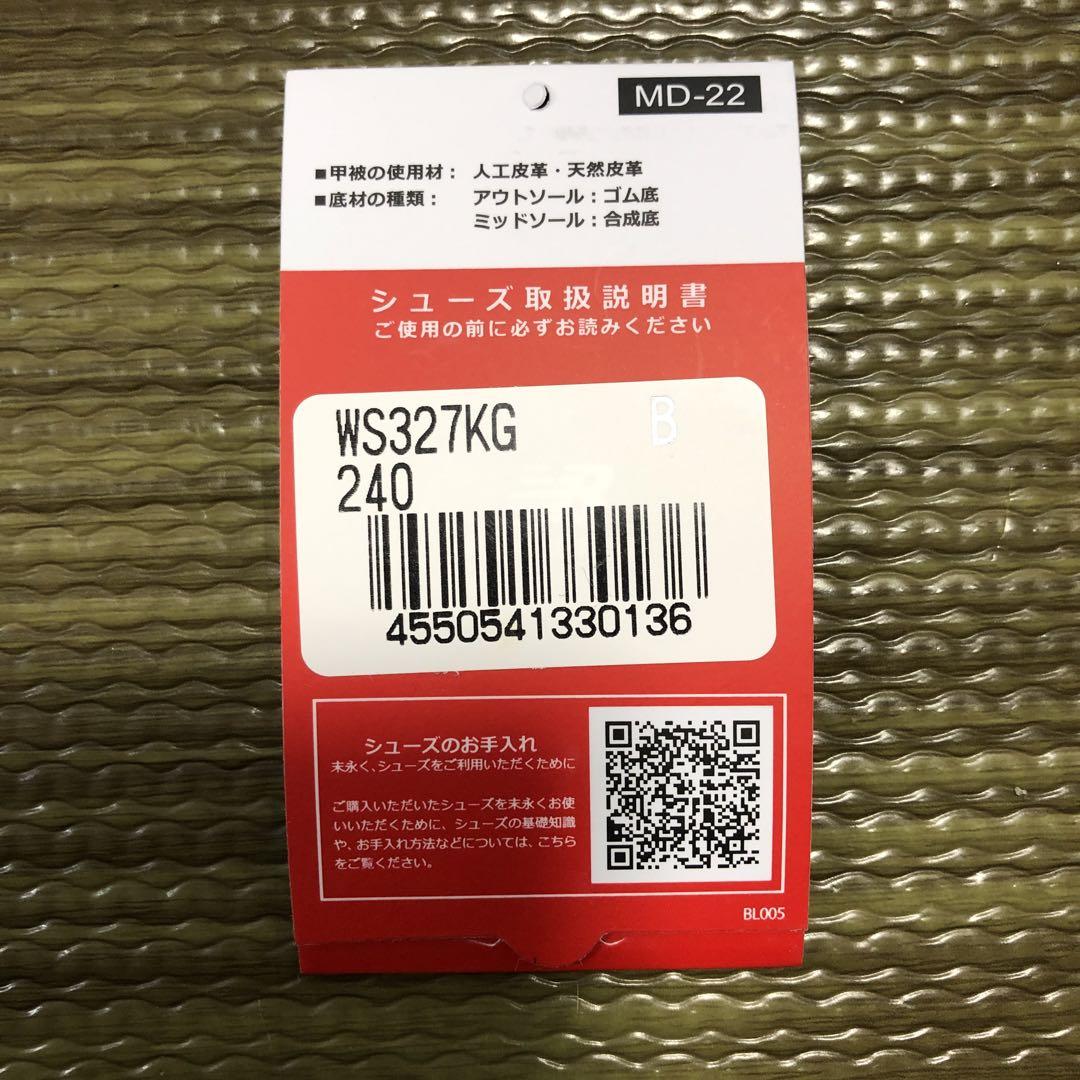 MD-22
■甲被の使用材： 人工皮革・天然皮革
■底材の種類： アウトソール：ゴム底
ミッドソール：合成底
シューズ取扱説明書
ご使用の前に必ずお読みください
WS327KG B
240
4550541330136
シューズのお手入れ
末永く、シューズをご利用いただくために
ご購入いただいたシューズを末永くお使
いいただくために、シューズの基礎知識
や、お手入れ方法などについては、こちら
をご覧ください。
BL005